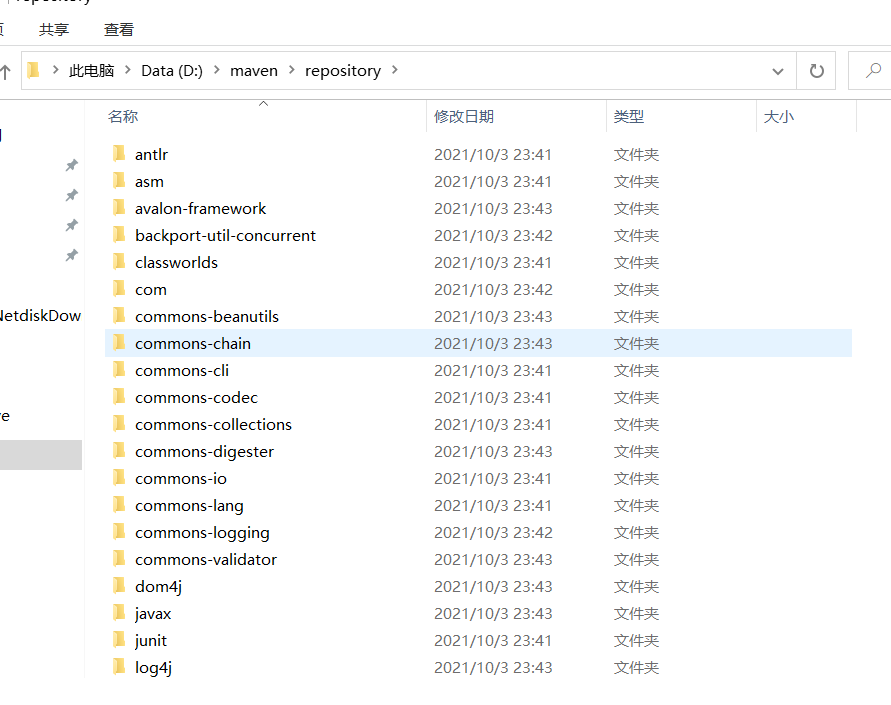 共享 查看
此电脑 > Data (D:) > maven > repository >
名称 修改日期 类型 大小
antlr 2021/10/3 23:41 文件夹
asm 2021/10/3 23:41 文件夹
avalon-framework 2021/10/3 23:43 文件夹
backport-util-concurrent 2021/10/3 23:42 文件夹
classworlds 2021/10/3 23:41 文件夹
com 2021/10/3 23:42 文件夹
NetdiskDow commons-beanutils 2021/10/3 23:43 文件夹
commons-chain 2021/10/3 23:43 文件夹
commons-cli 2021/10/3 23:41 文件夹
commons-codec 2021/10/3 23:41 文件夹
commons-collections 2021/10/3 23:41 文件夹
commons-digester 2021/10/3 23:43 文件夹
commons-io 2021/10/3 23:41 文件夹
commons-lang 2021/10/3 23:41 文件夹
commons-logging 2021/10/3 23:42 文件夹
commons-validator 2021/10/3 23:43 文件夹
dom4j 2021/10/3 23:43 文件夹
javax 2021/10/3 23:43 文件夹
junit 2021/10/3 23:41 文件夹
log4j 2021/10/3 23:43 文件夹